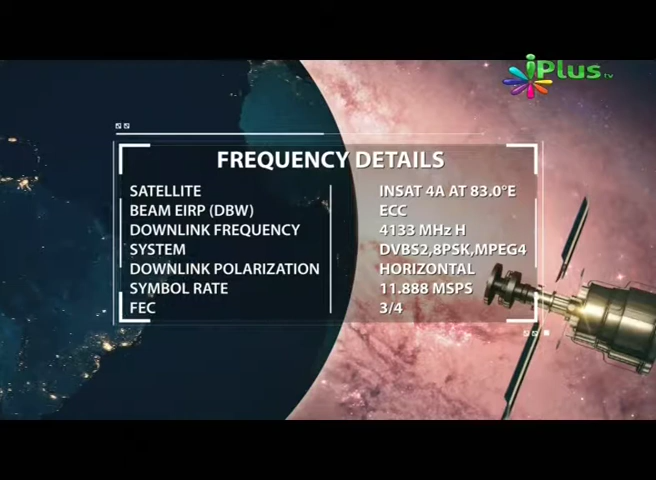 iPlus tv
FREQUENCY DETAILS
SATELLITE INSAT 4A AT 83.0°E
BEAM EIRP (DBW) ECC
DOWNLINK FREQUENCY 4133 MHz H
SYSTEM DVBS2,8PSK,MPEG4
DOWNLINK POLARIZATION HORIZONTAL
SYMBOL RATE 11.888 MSPS
FEC 3/4